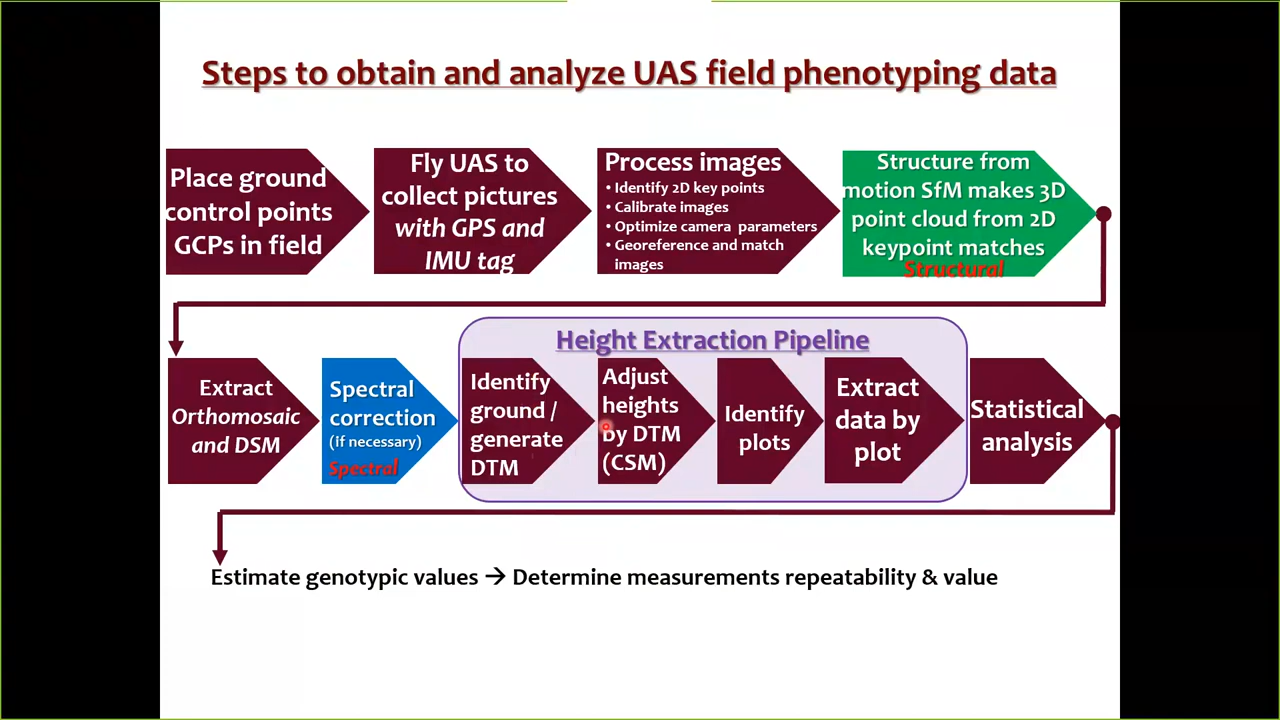 Steps to obtain and analyze UAS field phenotyping data
Place ground
control points
GCPs in field
Fly UAS to
collect pictures
with GPS and
IMU tag
Process images
• Identify 2D key points
• Calibrate images
• Optimize camera parameters
• Georeference and match
images
Structure from
motion SfM makes 3D
point cloud from 2D
keypoint matches
Structural
Extract
Orthomosaic
and DSM
Spectral
correction
(if necessary)
Spectral
Height Extraction Pipeline
Identify
ground /
generate
DTM
Adjust
heights
by DTM
(CSM)
Identify
plots
Extract
data by
plot
Statistical
analysis
Estimate genotypic values → Determine measurements repeatability & value